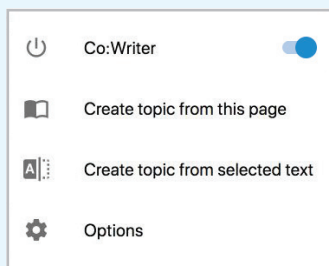 Co:Writer
Create topic from this page
A
Create topic from selected text
Options